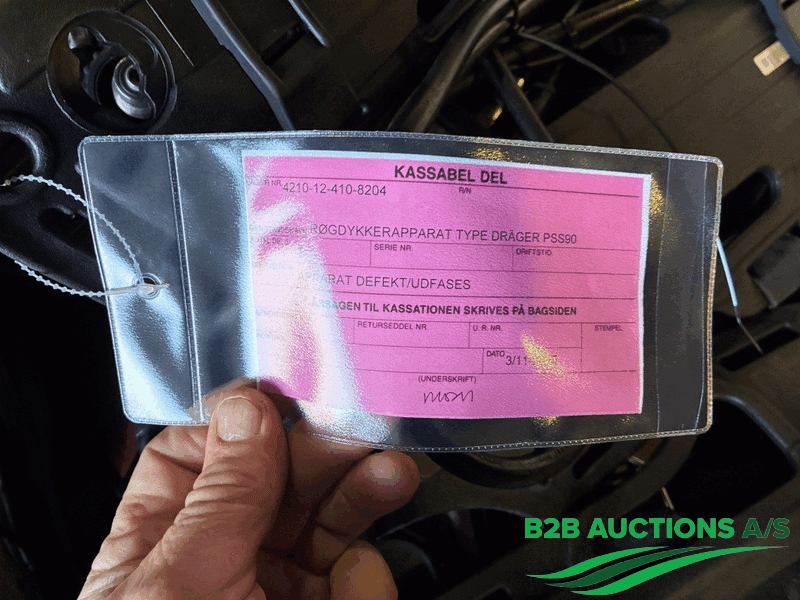 KASSABEL DEL
4210-12-410-8204
P/N
RØGDYKKERAPPARAT TYPE DRÄGER PSS90
SERIE NR.
DRIFTSTID
APPARAT DEFEKT/UDFASES
ÅRSAGEN TIL KASSATIONEN SKRIVES PÅ BAGSIDEN
RETURSEDDEL NR.
U. R. NR.
STEMPEL
DATO 3/11-
(UNDERSKRIFT)
B2B AUCTIONS A/S